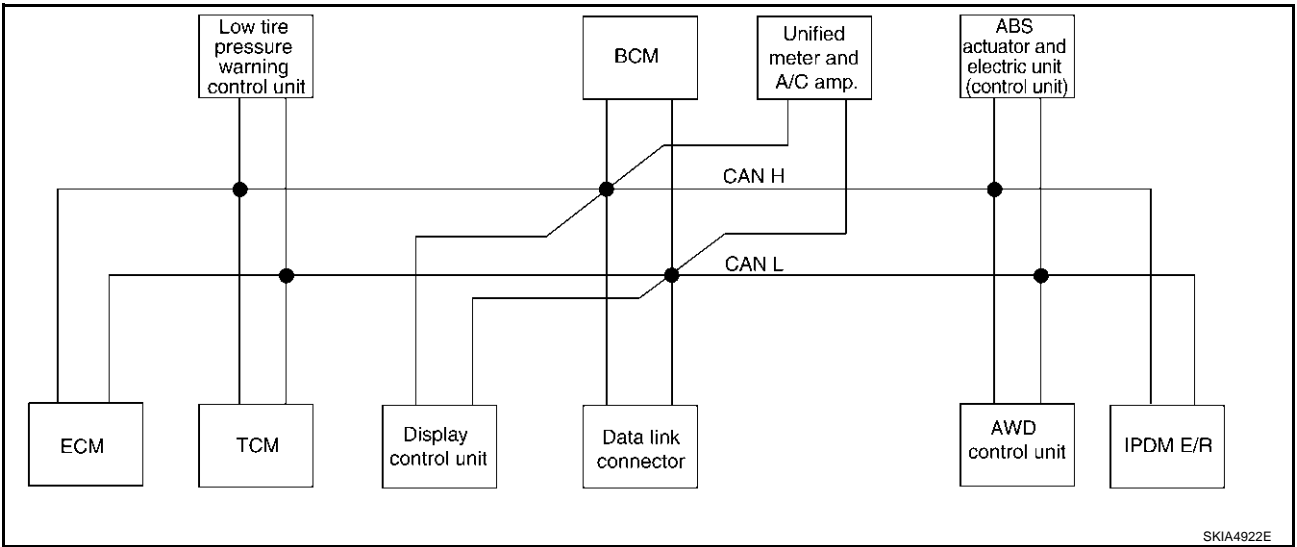 Low tire
pressure
warning
control unit
BCM
Unified
meter and
A/C amp.
ABS
actuator and
electric unit
(control unit)
CAN H
CAN L
ECM
TCM
Display
control unit
Data link
connector
AWD
control unit
IPDM E/R
SKIA4922E